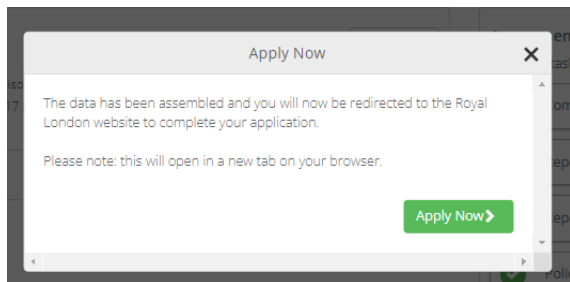 Apply Now
The data has been assembled and you will now be redirected to the Royal
London website to complete your application.
Please note: this will open in a new tab on your browser.
Apply Now